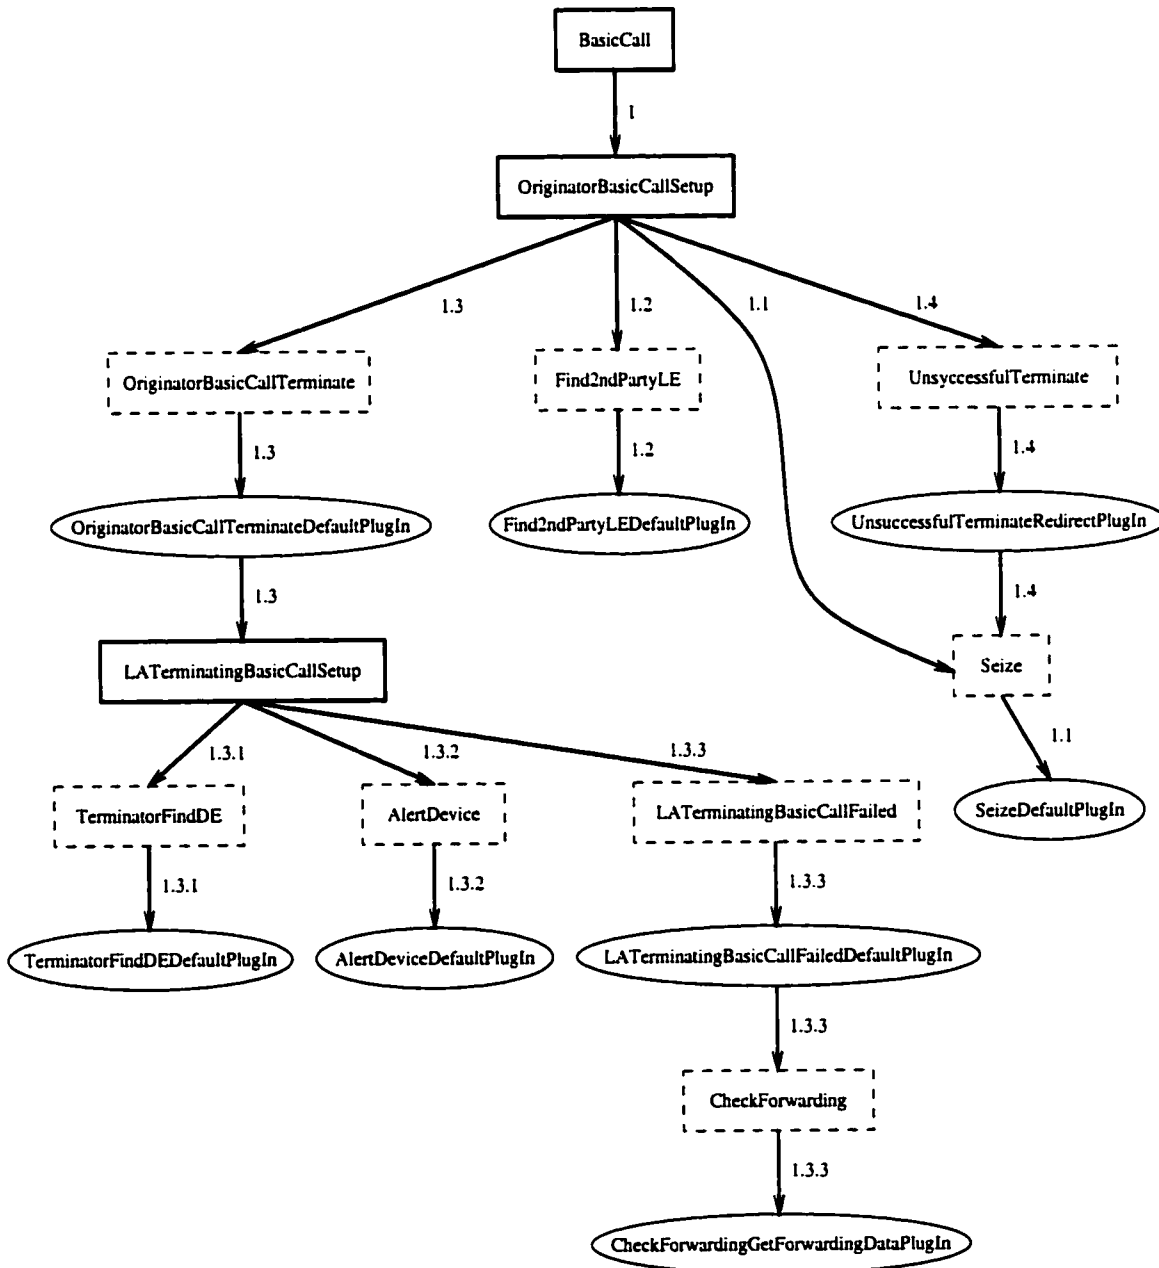 BasicCall
1
OriginatorBasicCallSetup
1.3
1.2
1.1
1.4
OriginatorBasicCallTerminate
Find2ndPartyLE
UnsyccessfulTerminate
1.3
1.2
1.4
OriginatorBasicCallTerminateDefaultPlugIn
Find2ndPartyLEDefaultPlugIn
UnsuccessfulTerminateRedirectPlugIn
1.3
1.4
LATerminatingBasicCallSetup
Seize
1.3.1
1.3.2
1.3.3
1.1
TerminatorFindDE
AlertDevice
LATerminatingBasicCallFailed
SeizeDefaultPlugIn
1.3.1
1.3.2
1.3.3
TerminatorFindDEDefaultPlugIn
AlertDeviceDefaultPlugIn
LATerminatingBasicCallFailedDefaultPlugIn
1.3.3
CheckForwarding
1.3.3
CheckForwardingGetForwardingDataPlugIn